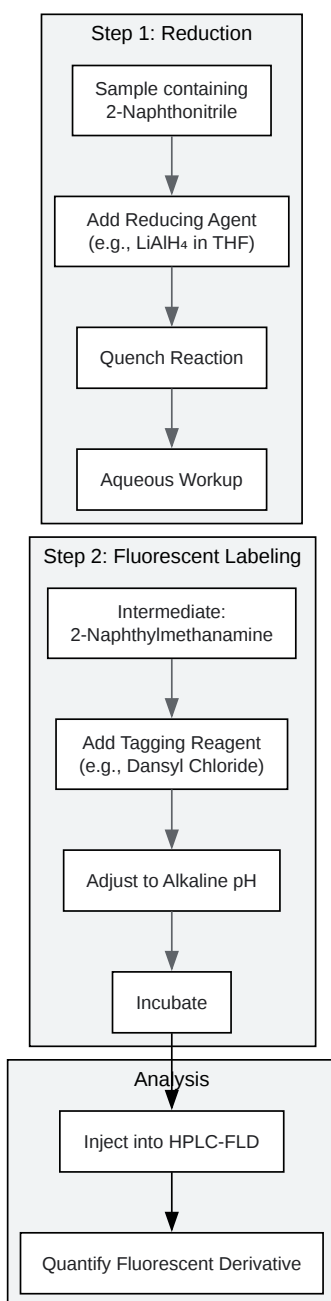 Step 1: Reduction
Sample containing
2-Naphthonitrile
Add Reducing Agent
(e.g., LiAlH₄ in THF)
Quench Reaction
Aqueous Workup
Step 2: Fluorescent Labeling
Intermediate:
2-Naphthylmethanamine
Add Tagging Reagent
(e.g., Dansyl Chloride)
Adjust to Alkaline pH
Incubate
Analysis
Inject into HPLC-FLD
Quantify Fluorescent Derivative